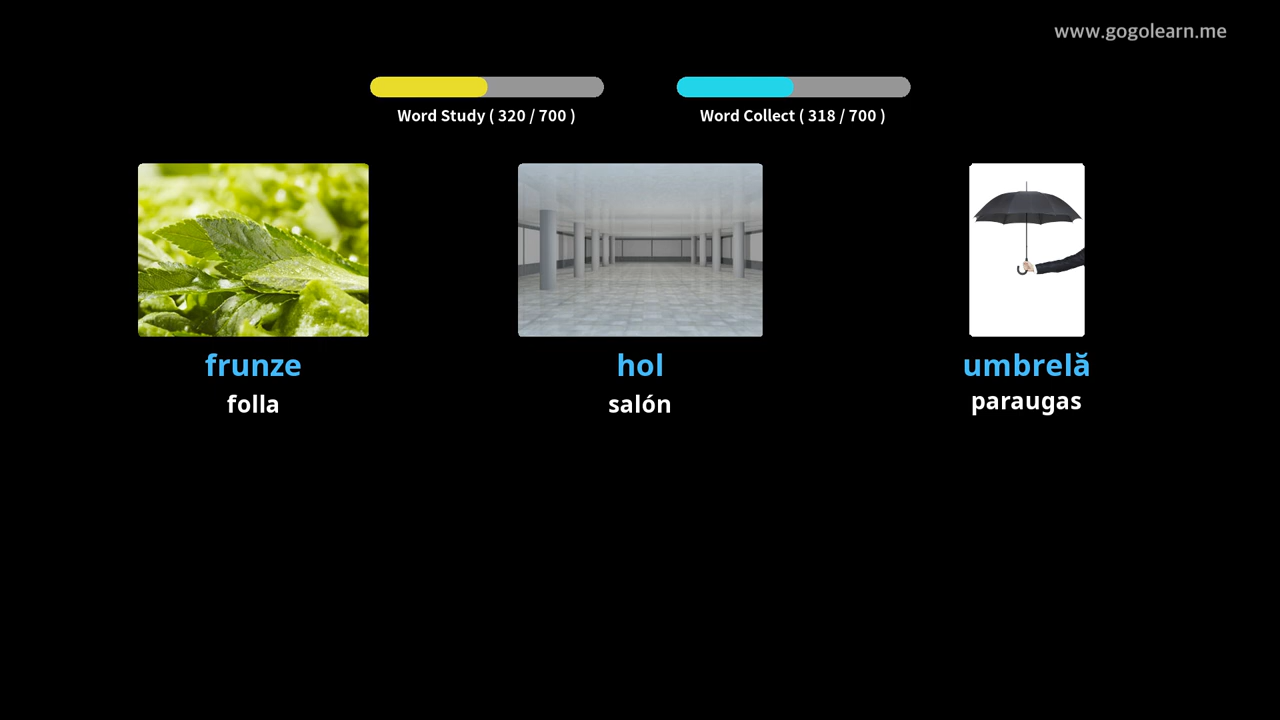 www.gogolearn.me
Word Study ( 320 / 700 )
Word Collect ( 318 / 700 )
frunze
folla
hol
salón
umbrelă
paraugas